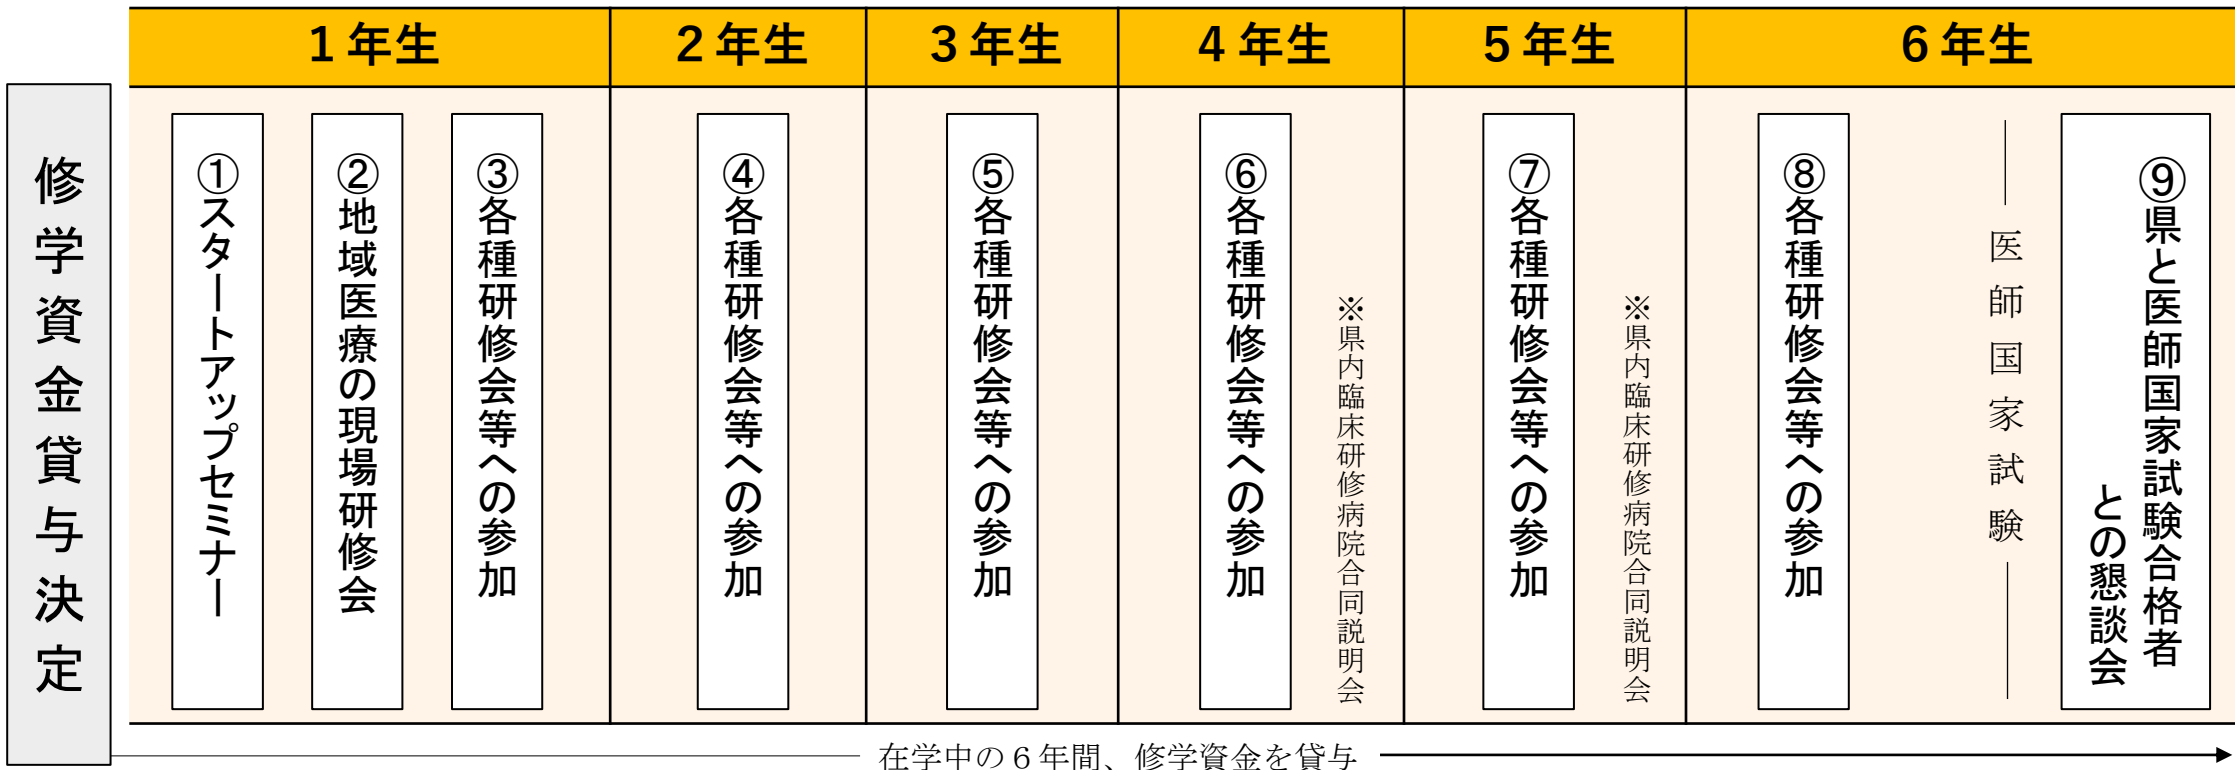 修学資金貸与決定
1年生
①スタートアップセミナー
②地域医療の現場研修会
③各種研修会等への参加
2年生
④各種研修会等への参加
3年生
⑤各種研修会等への参加
4年生
⑥各種研修会等への参加
※県内臨床研修病院合同説明会
5年生
⑦各種研修会等への参加
※県内臨床研修病院合同説明会
6年生
⑧各種研修会等への参加
医師国家試験
⑨県と医師国家試験合格者
との懇談会
在学中の6年間、修学資金を貸与